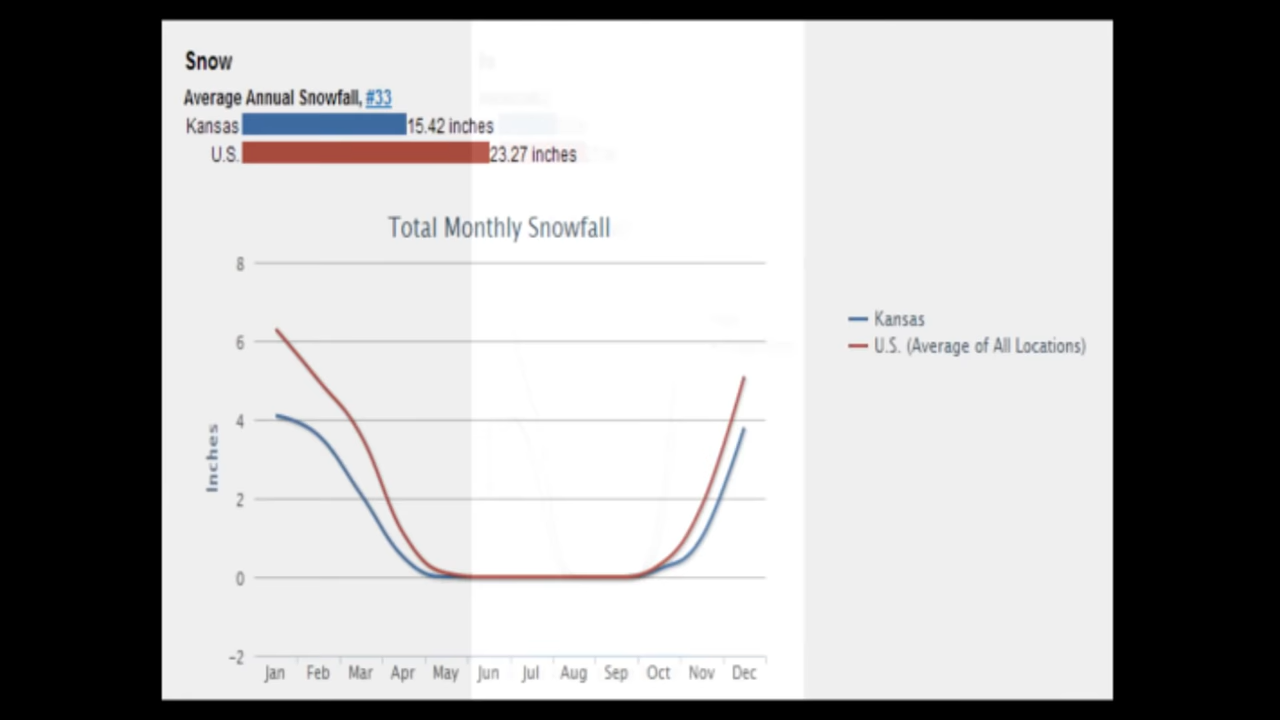 Snow
Average Annual Snowfall, #33
Kansas 15.42 inches
U.S. 23.27 inches
Total Monthly Snowfall
8
6
4
2
0
-2
Inches
Jan Feb Mar Apr May Jun Jul Aug Sep Oct Nov Dec
Kansas
U.S. (Average of All Locations)